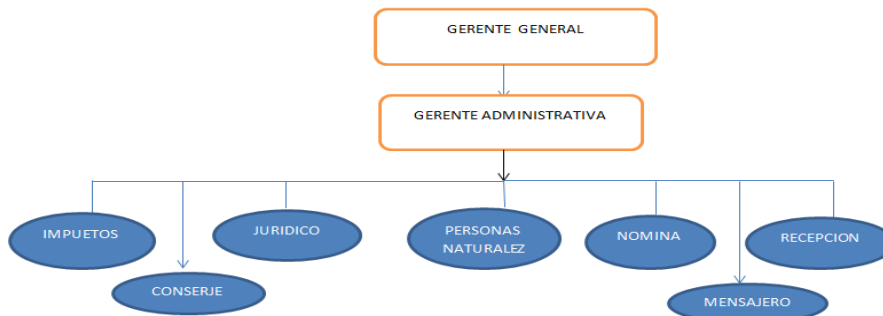 GERENTE GENERAL
GERENTE ADMINISTRATIVA
IMPUETOS
JURIDICO
PERSONAS
NATURALEZ
NOMINA
RECEPCION
CONSERJE
MENSAJERO